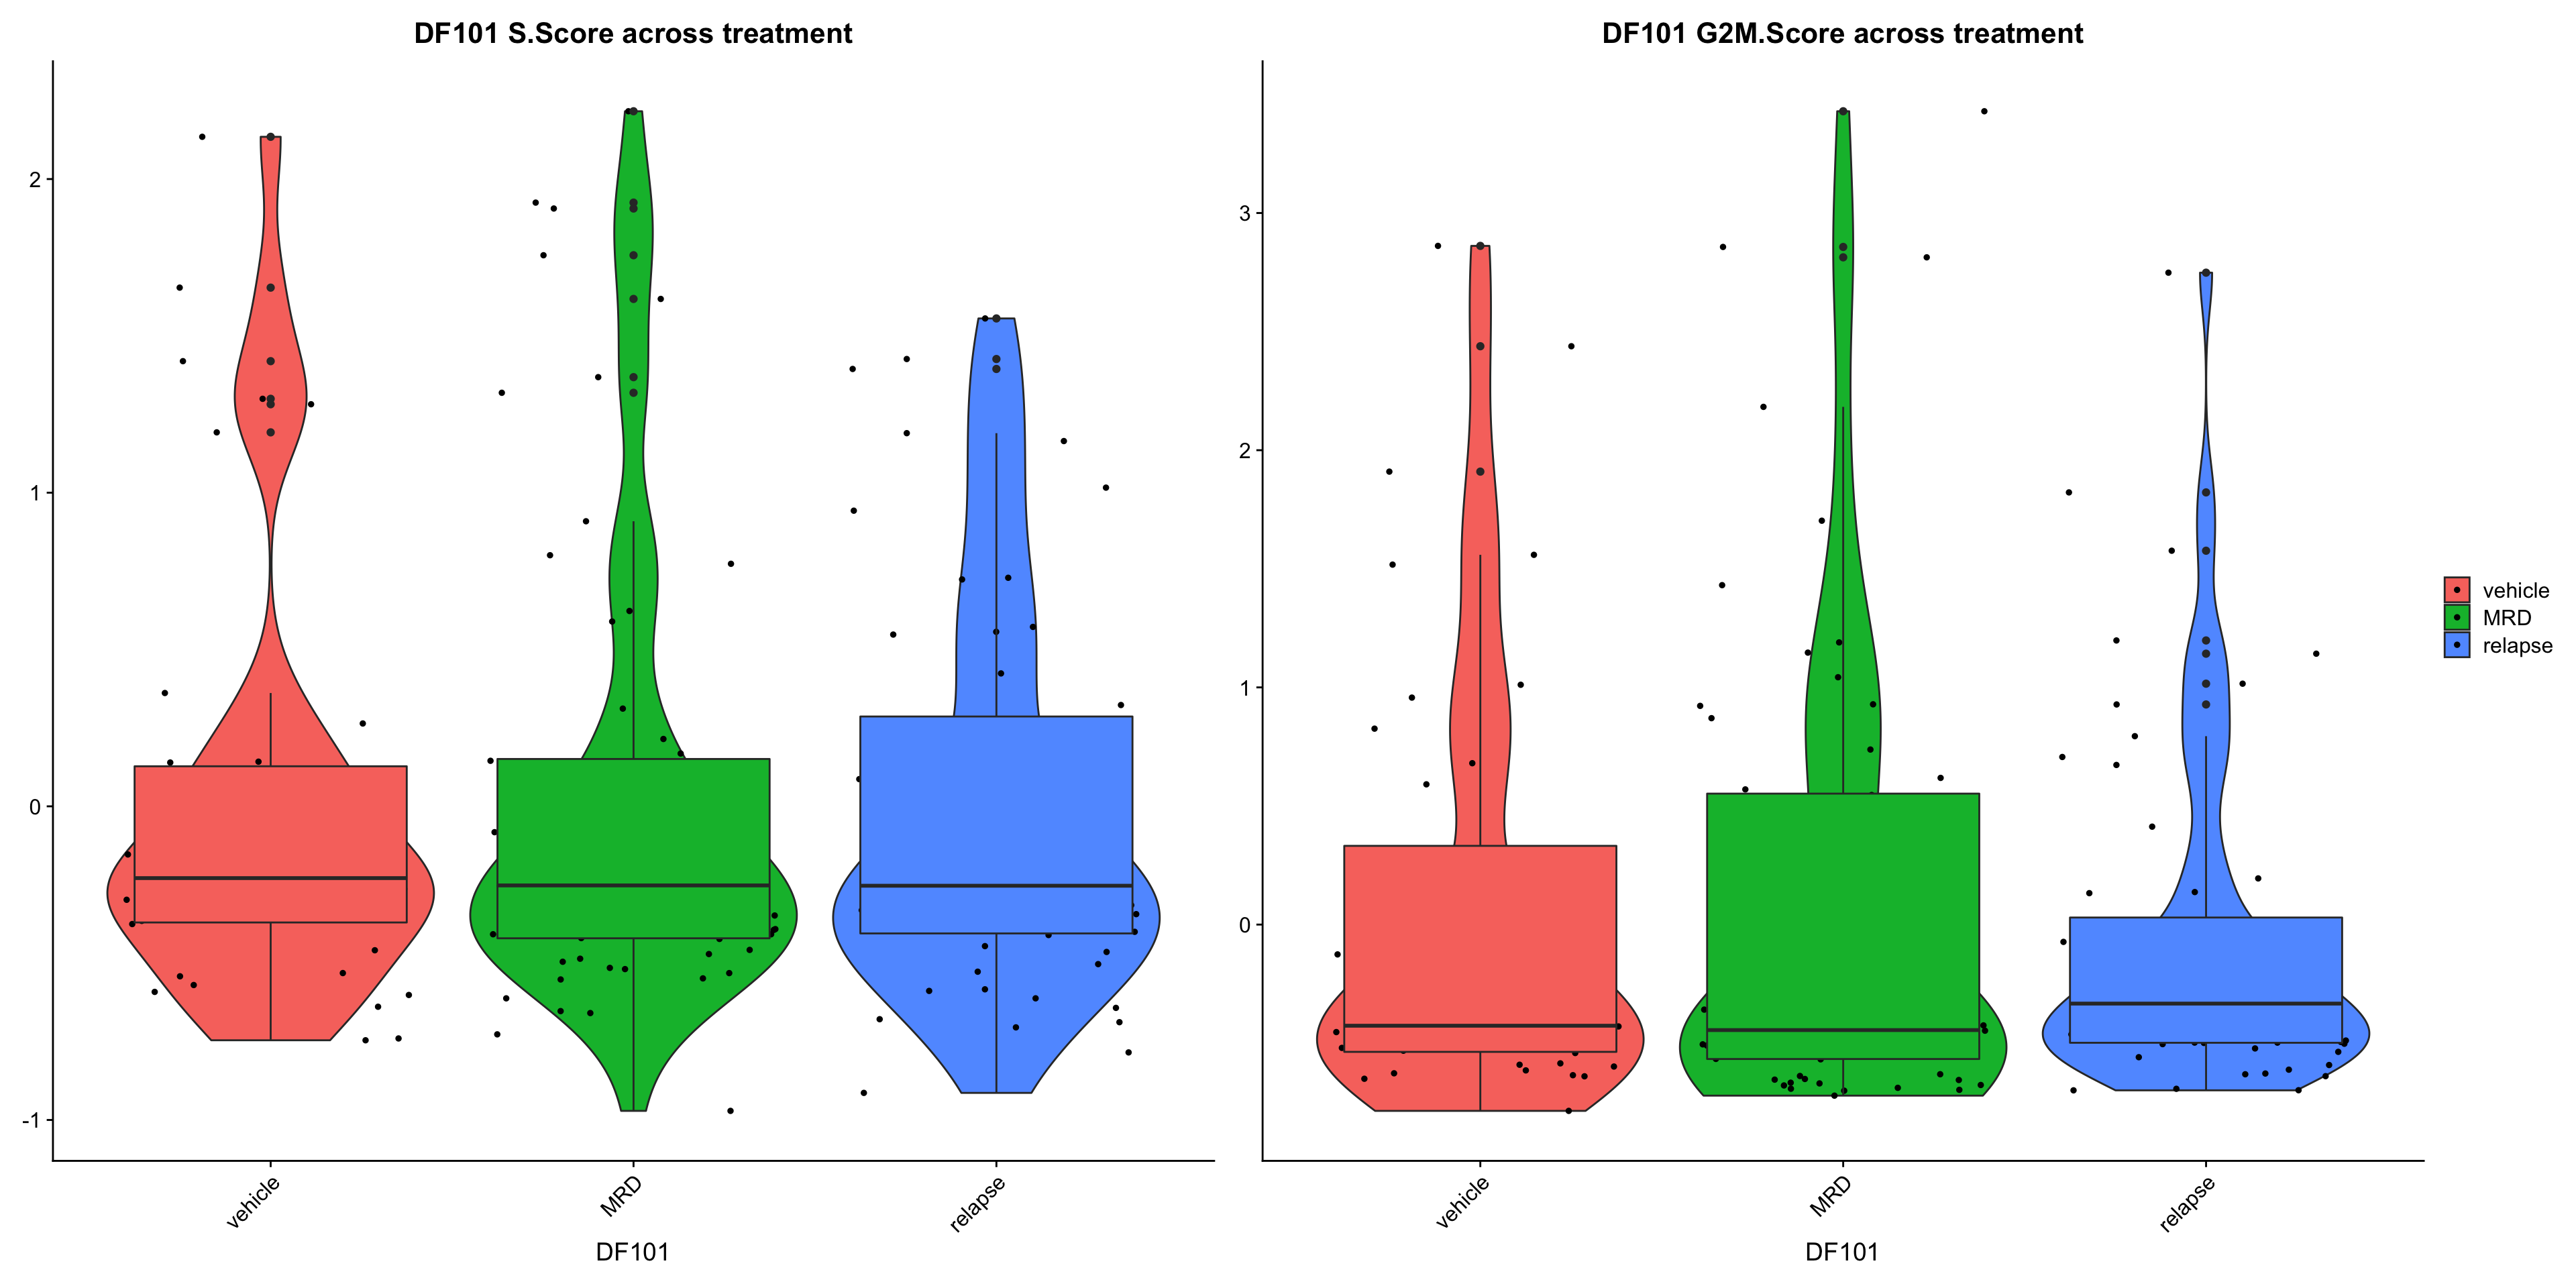 DF101 S.Score across treatment
2
1
0
-1
vehicle
MRD
relapse
DF101
DF101 G2M.Score across treatment
3
2
1
0
vehicle
MRD
relapse
DF101
vehicle
MRD
relapse